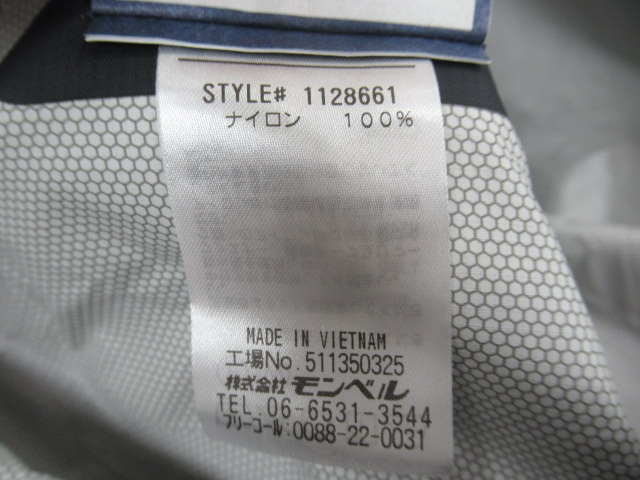 STYLE# 1128661
ナイロン 100%
MADE IN VIETNAM
工場No.511350325
株式会社 モンベル
TEL.06-6531-3544
フリーコール:0088-22-0031